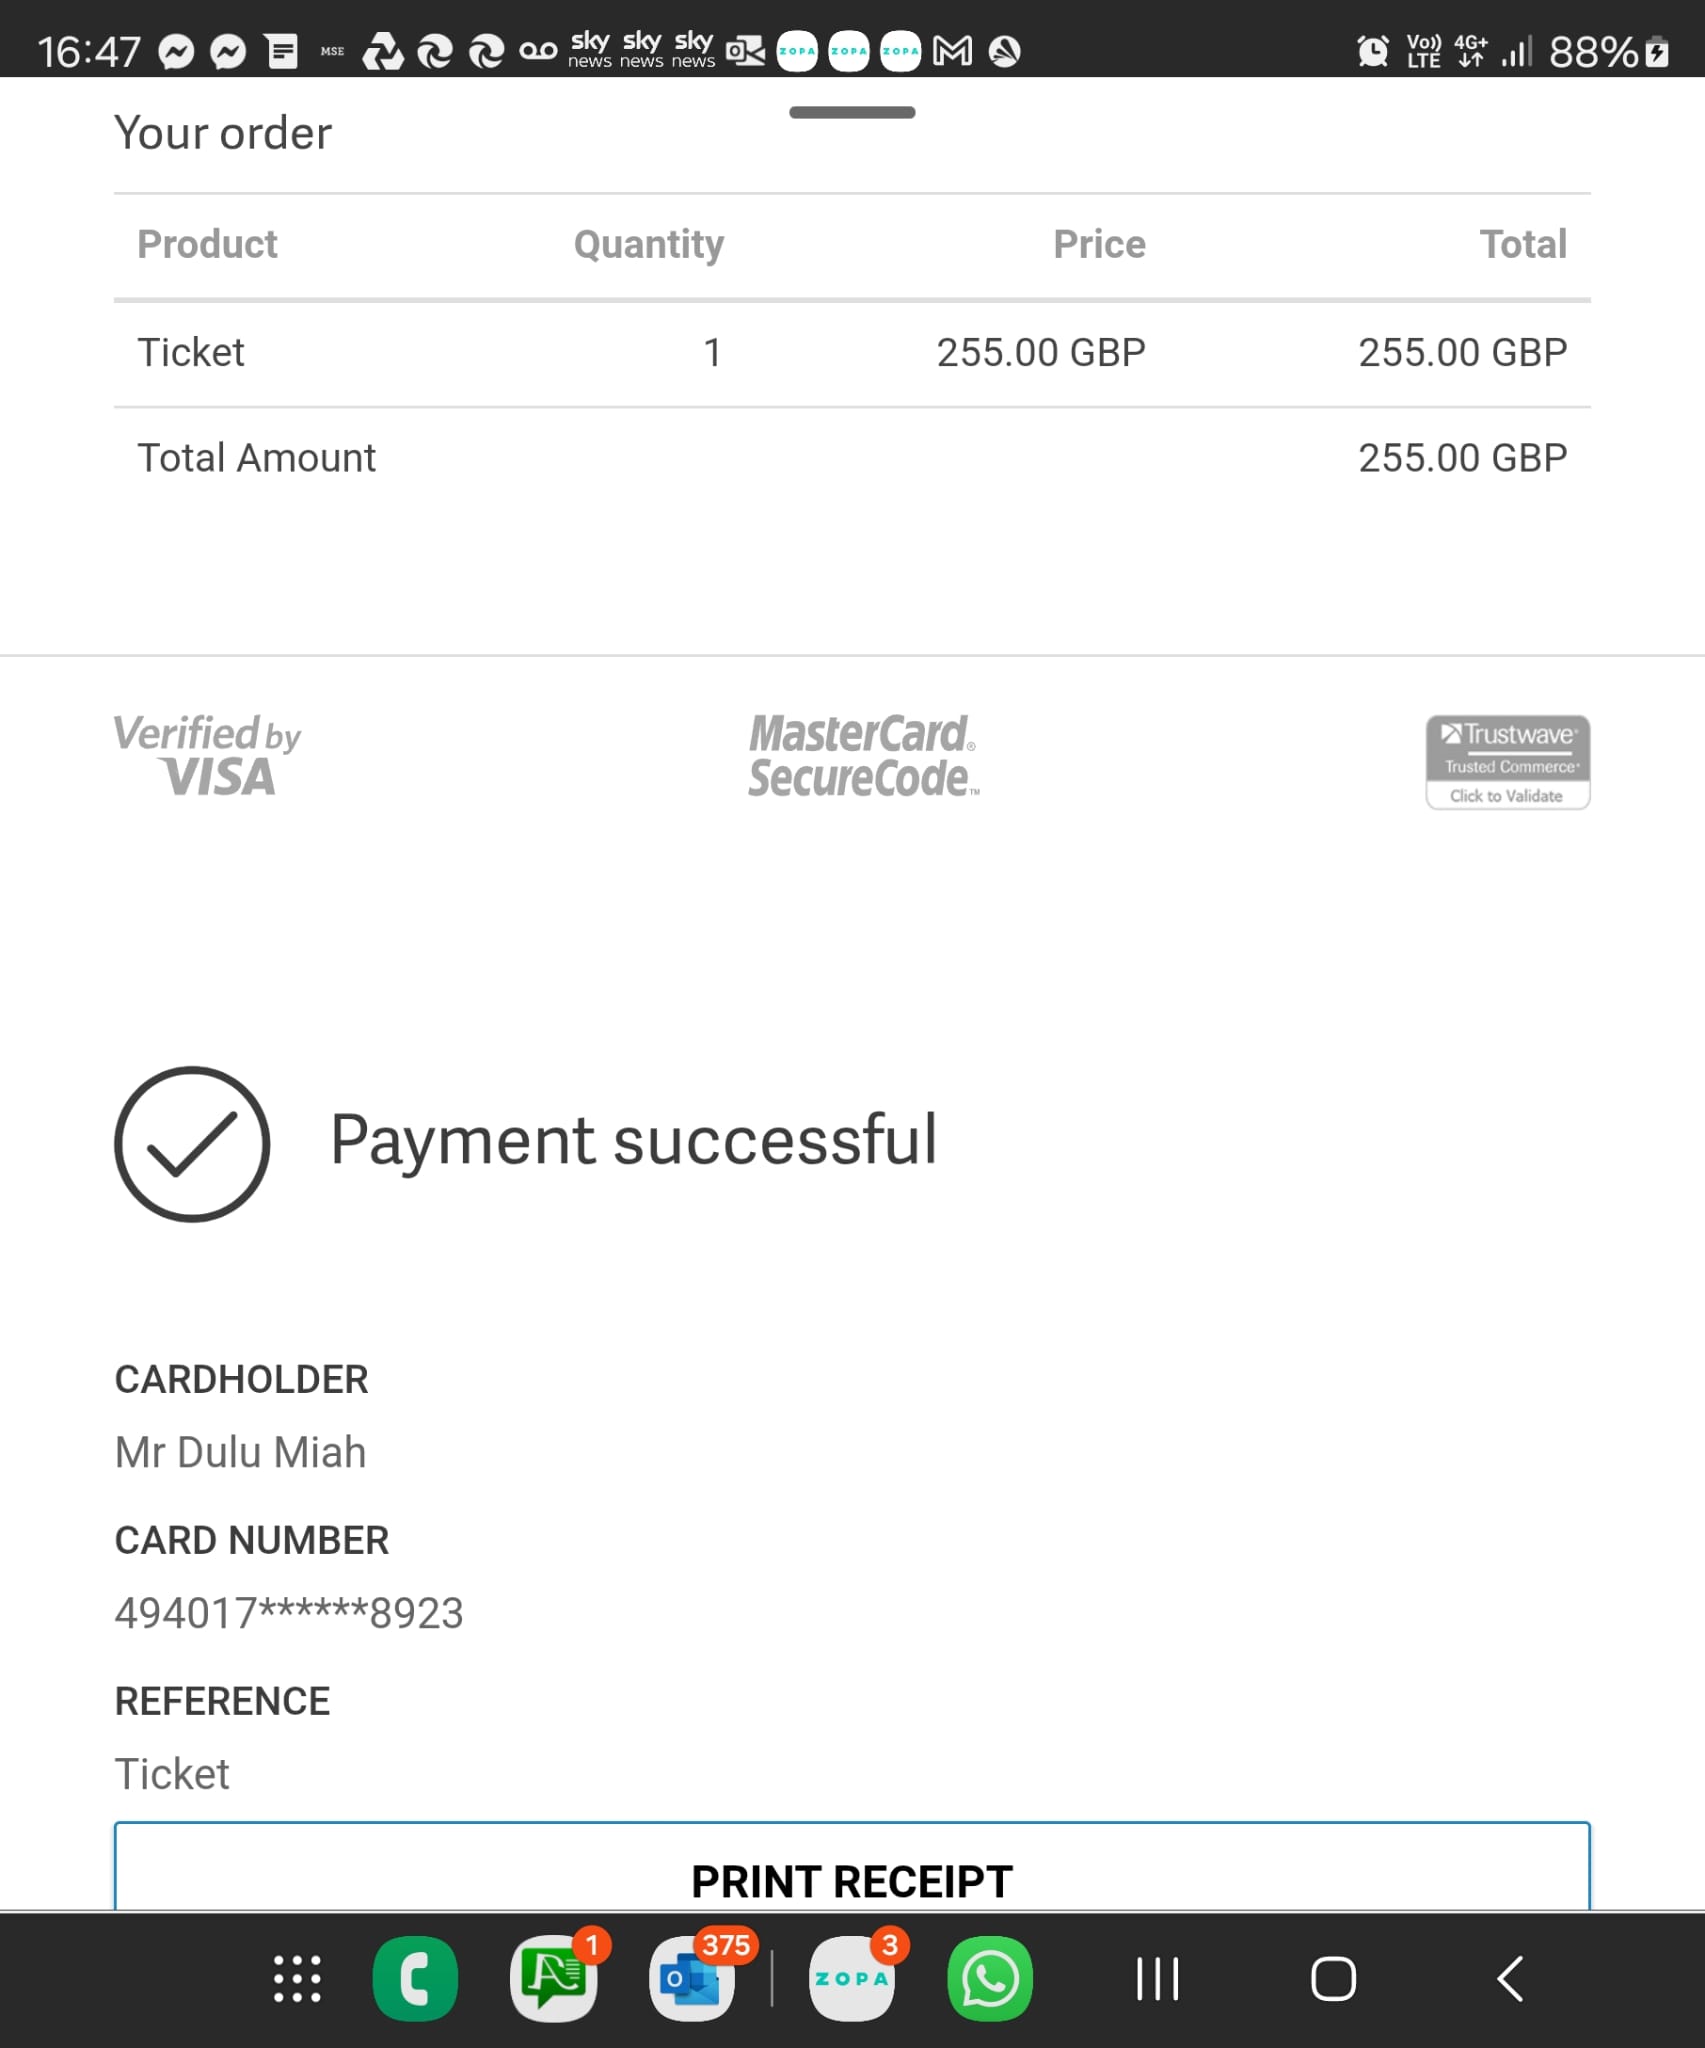 16:47 MSE sky news sky news sky news ZOPA ZOPA ZOPA Vo)) LTE 4G+ 88%
Your order
Product Quantity Price Total
Ticket 1 255.00 GBP 255.00 GBP
Total Amount 255.00 GBP
Verified by
VISA
MasterCard®
SecureCode™
Trustwave®
Trusted Commerce®
Click to Validate
Payment successful
CARDHOLDER
Mr Dulu Miah
CARD NUMBER
494017******8923
REFERENCE
Ticket
PRINT RECEIPT
1 375 3
ZOPA